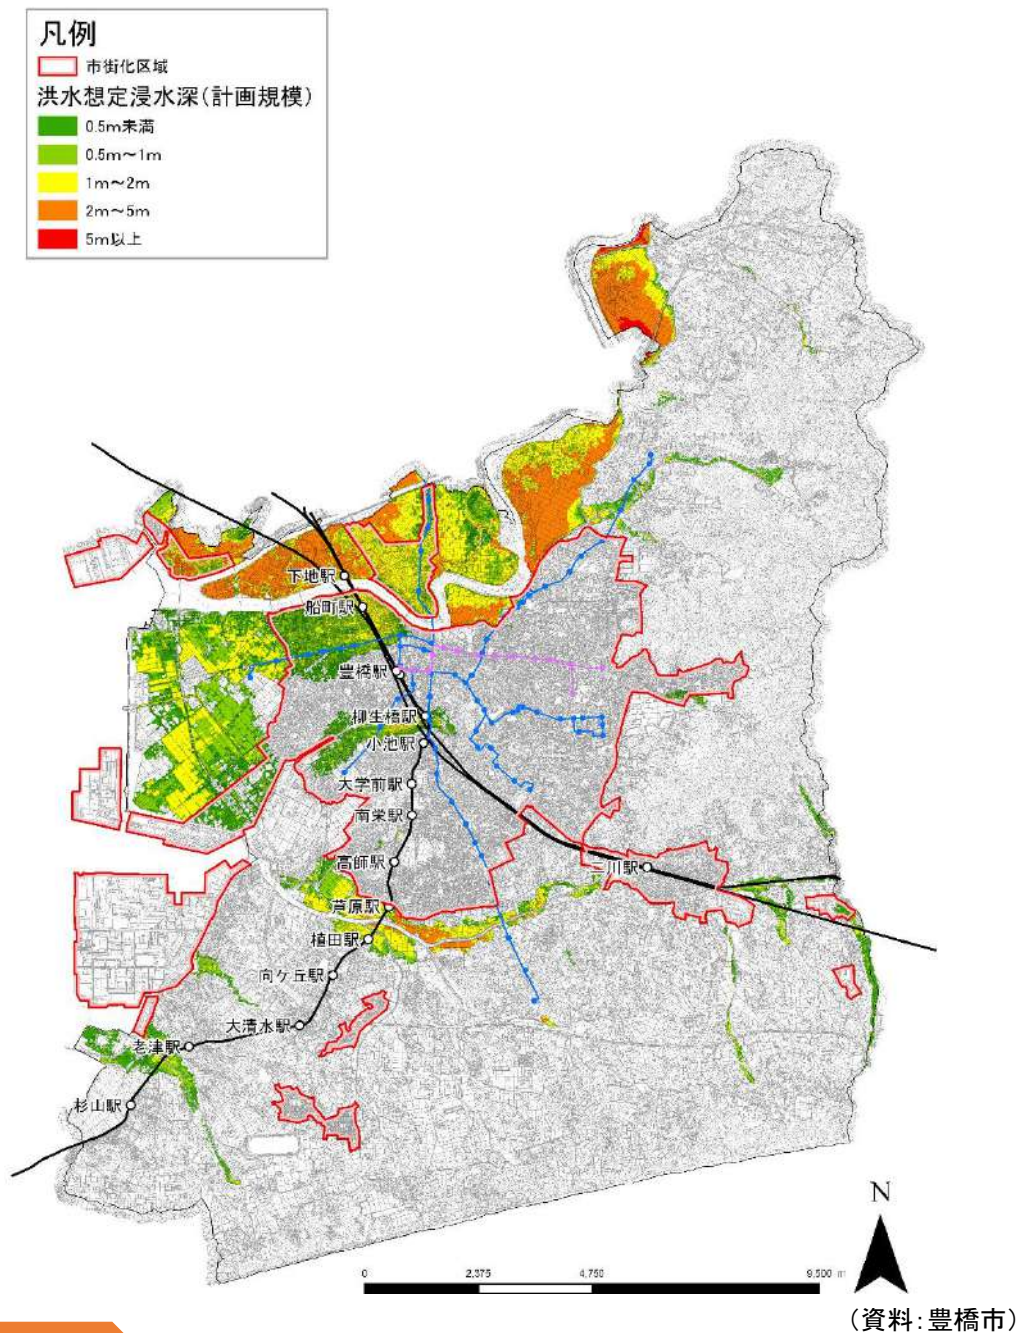 凡例
市街化区域
洪水想定浸水深(計画規模)
0.5m未満
0.5m～1m
1m～2m
2m～5m
5m以上
下地駅
船町駅
豊橋駅
柳生橋駅
小池駅
大学前駅
南栄駅
高師駅
二川駅
芦原駅
植田駅
向ケ丘駅
大清水駅
老津駅
杉山駅
N
0 2,375 4,750 9,500 m
(資料:豊橋市)